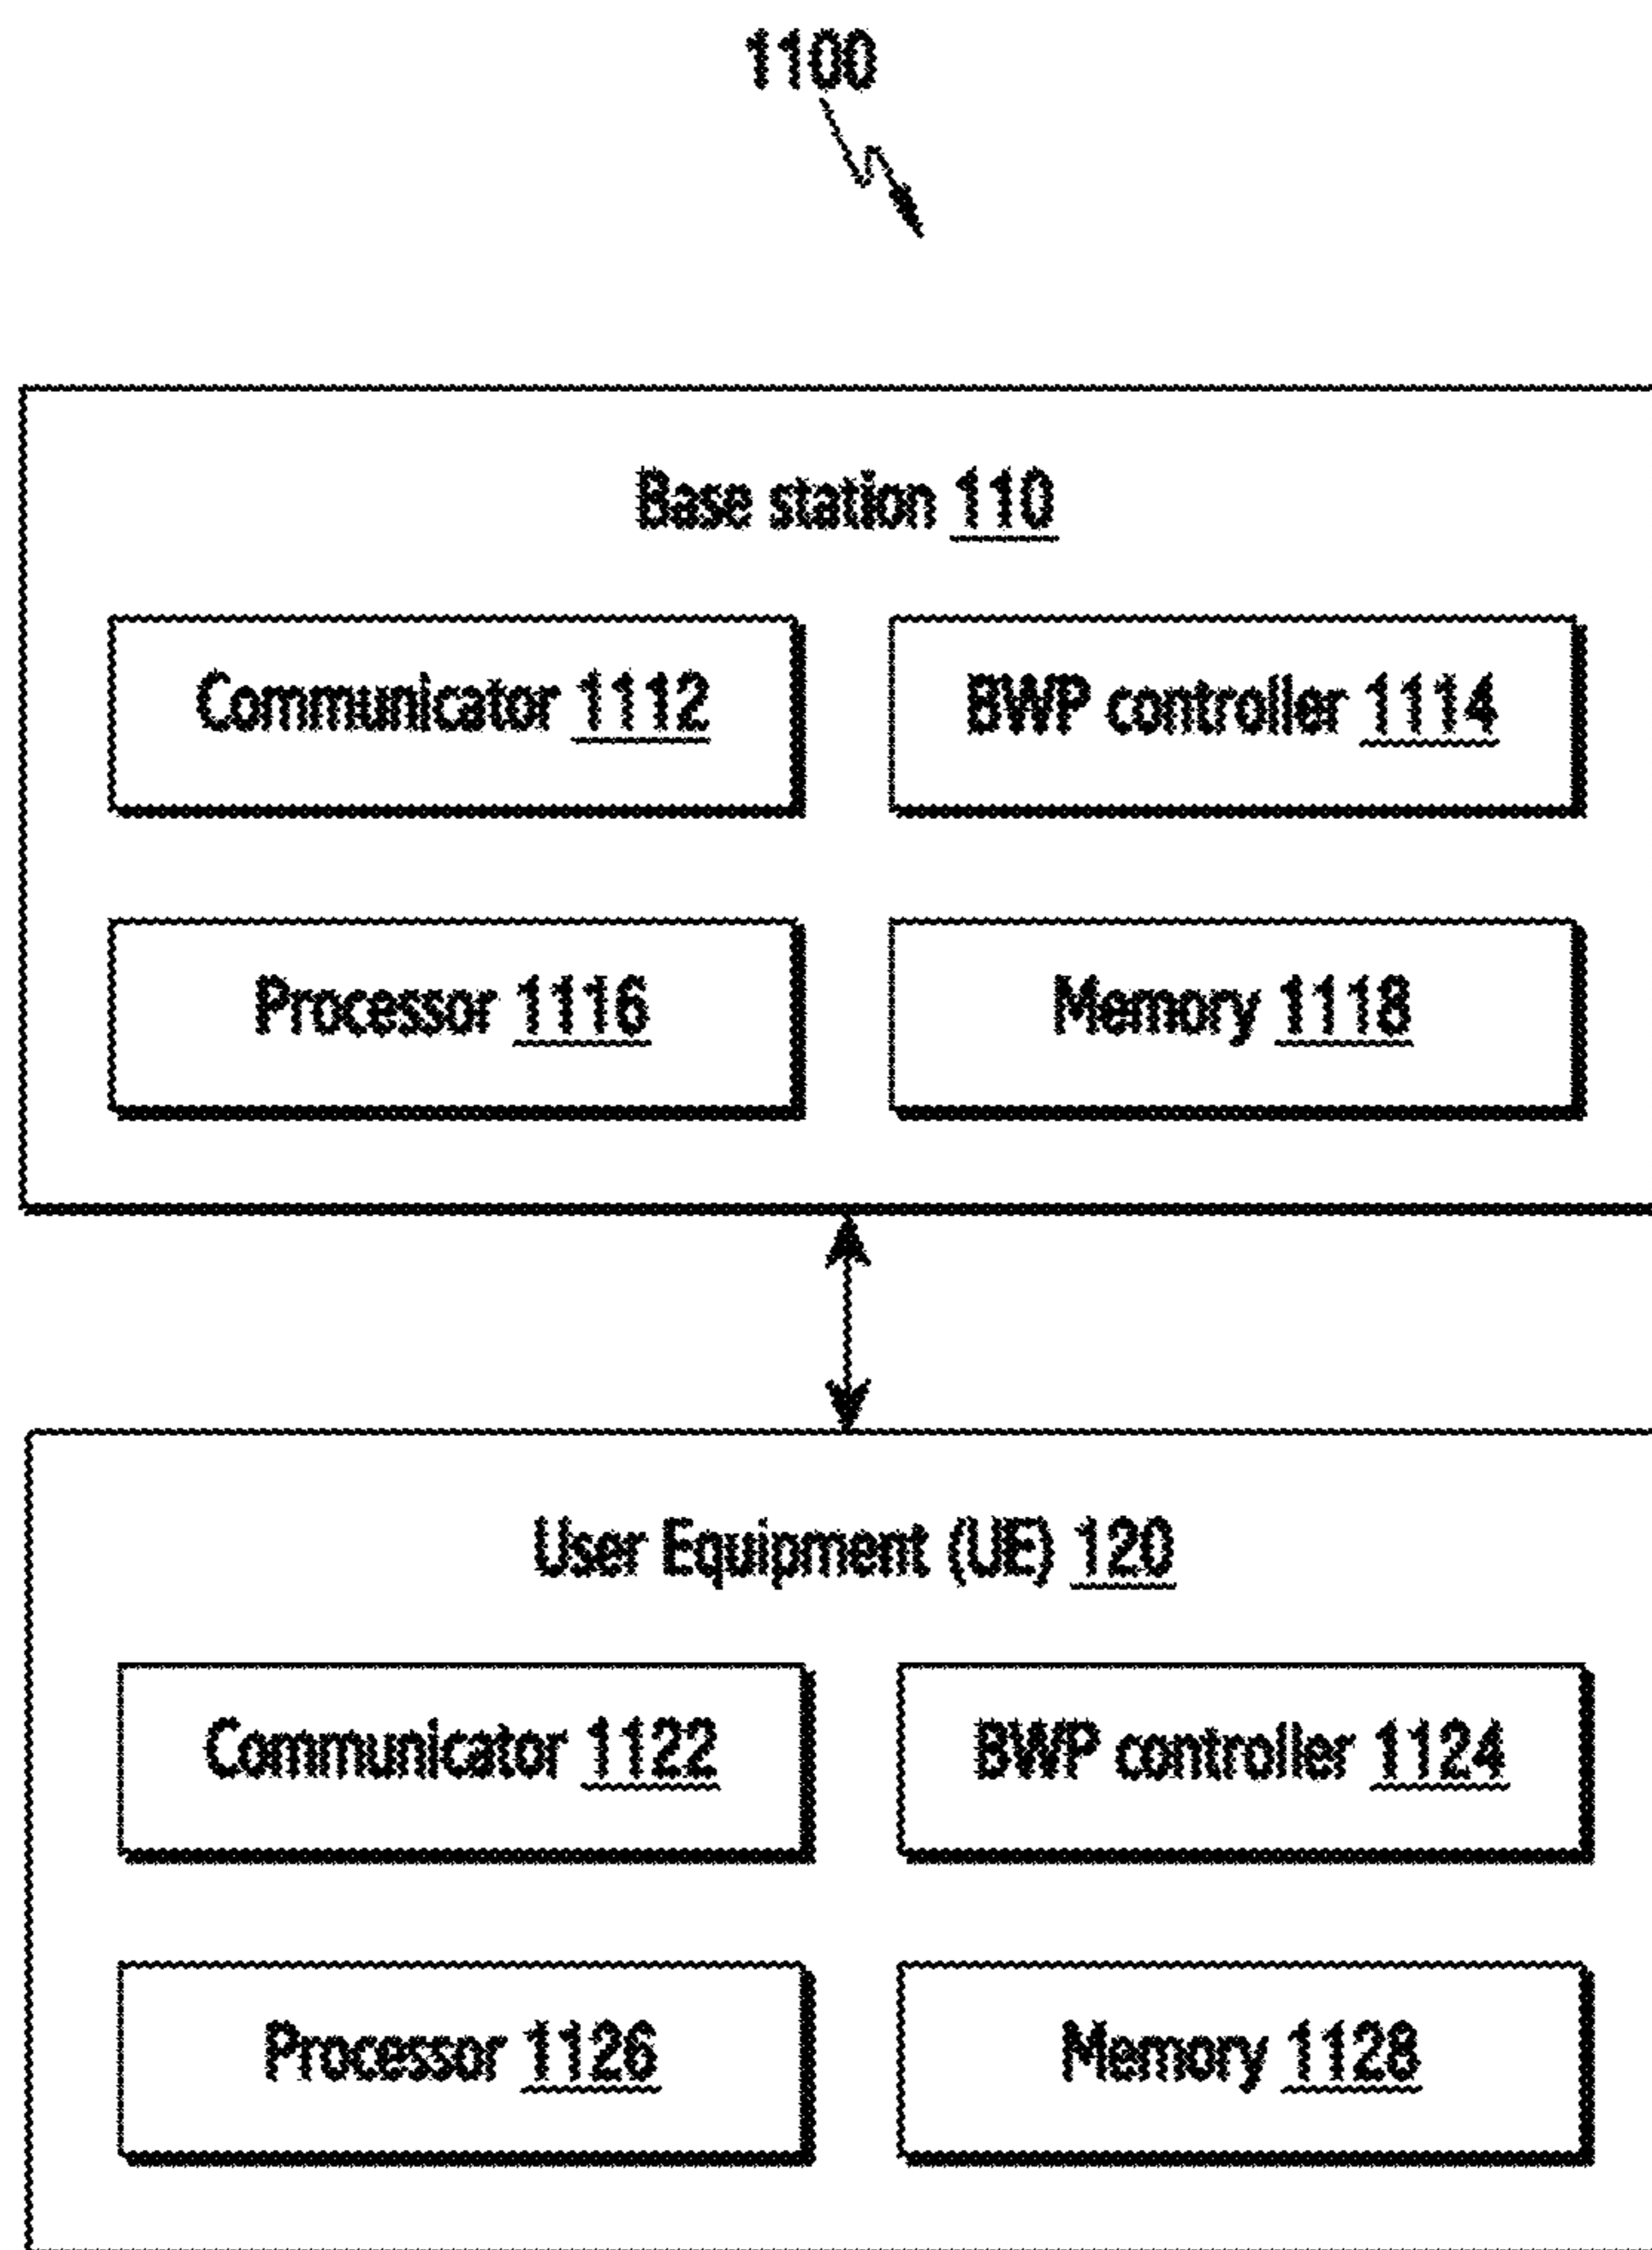 1100
Base station 110
Communicator 1112
BWP controller 1114
Processor 1116
Memory 1118
User Equipment (UE) 120
Communicator 1122
BWP controller 1124
Processor 1126
Memory 1128